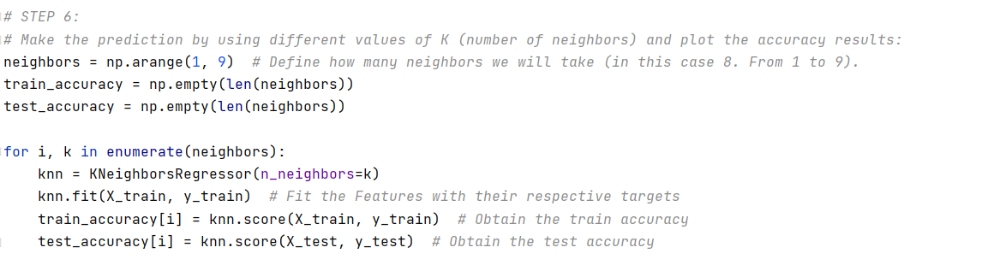 # STEP 6:
# Make the prediction by using different values of K (number of neighbors) and plot the accuracy results:
neighbors = np.arange(1, 9)  # Define how many neighbors we will take (in this case 8. From 1 to 9).
train_accuracy = np.empty(len(neighbors))
test_accuracy = np.empty(len(neighbors))

for i, k in enumerate(neighbors):
    knn = KNeighborsRegressor(n_neighbors=k)
    knn.fit(X_train, y_train)  # Fit the Features with their respective targets
    train_accuracy[i] = knn.score(X_train, y_train)  # Obtain the train accuracy
    test_accuracy[i] = knn.score(X_test, y_test)  # Obtain the test accuracy